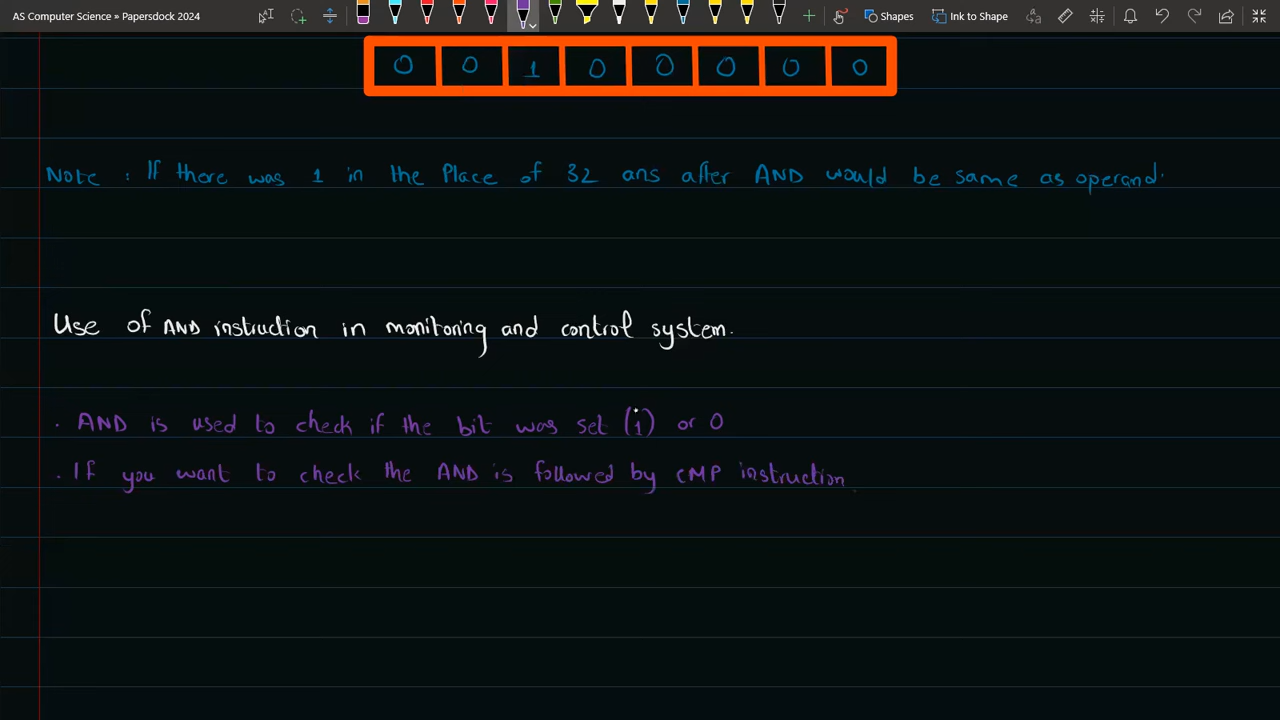 AS Computer Science » Papersdock 2024
Shapes
Ink to Shape
0 0 1 0 0 0 0 0
Note : If there was 1 in the Place of 32 ans after AND would be same as operand.
Use of AND instruction in monitoring and control system.
. AND is used to check if the bit was set (1) or 0
. If you want to check the AND is followed by CMP instruction.